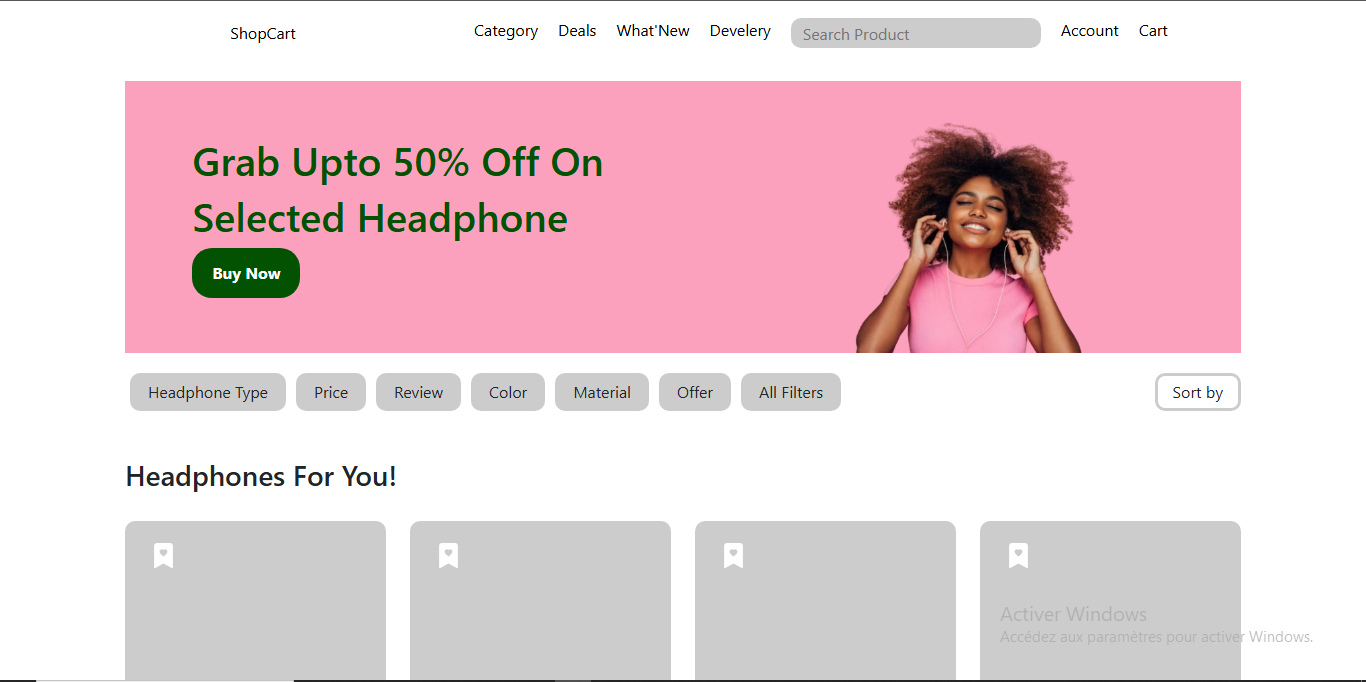 ShopCart
Category Deals What'New Develery Search Product Account Cart
Grab Upto 50% Off On
Selected Headphone
Buy Now
Headphone Type Price Review Color Material Offer All Filters Sort by
Headphones For You!
Activer Windows
Accédez aux paramètres pour activer Windows.